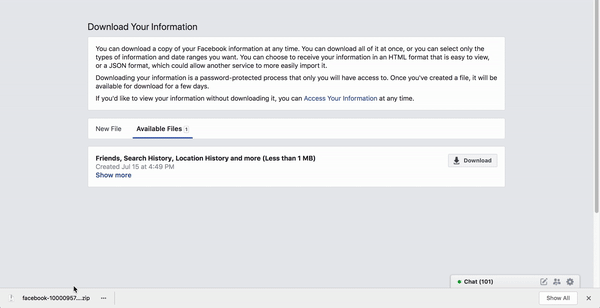 Download Your Information
You can download a copy of your Facebook information at any time. You can download all of it at once, or you can select only the
types of information and date ranges you want. You can choose to receive your information in an HTML format that is easy to view,
or a JSON format, which could allow another service to more easily import it.
Downloading your information is a password-protected process that only you will have access to. Once you've created a file, it will be
available for download for a few days.
If you'd like to view your information without downloading it, you can Access Your Information at any time.
New File Available Files 1
Friends, Search History, Location History and more (Less than 1 MB)
Download
Created Jul 15 at 4:49 PM
Show more
Chat (101)
facebook-10000957....zip
Show All